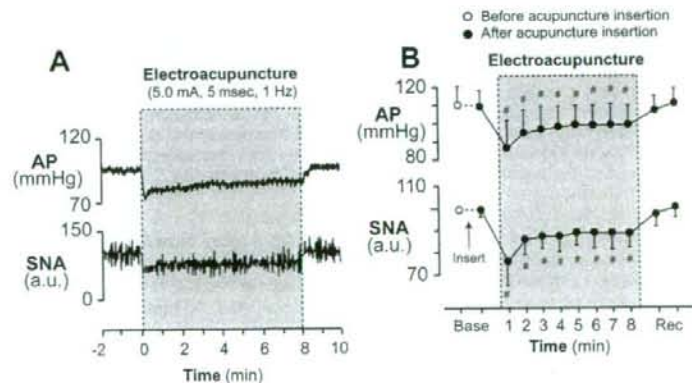 Before acupuncture insertion
After acupuncture insertion
A
B
Electroacupuncture
(5.0 mA, 5 msec, 1 Hz)
Electroacupuncture
120
AP
(mmHg)
70
150
SNA
(a.u.)
0
-2 0 2 4 6 8 10
Time (min)
120
AP
(mmHg)
80
# # # # # # # #
100
SNA
(a.u.)
70
Insert
# # # # # # # #
Base 1 2 3 4 5 6 7 8 Rec
Time (min)